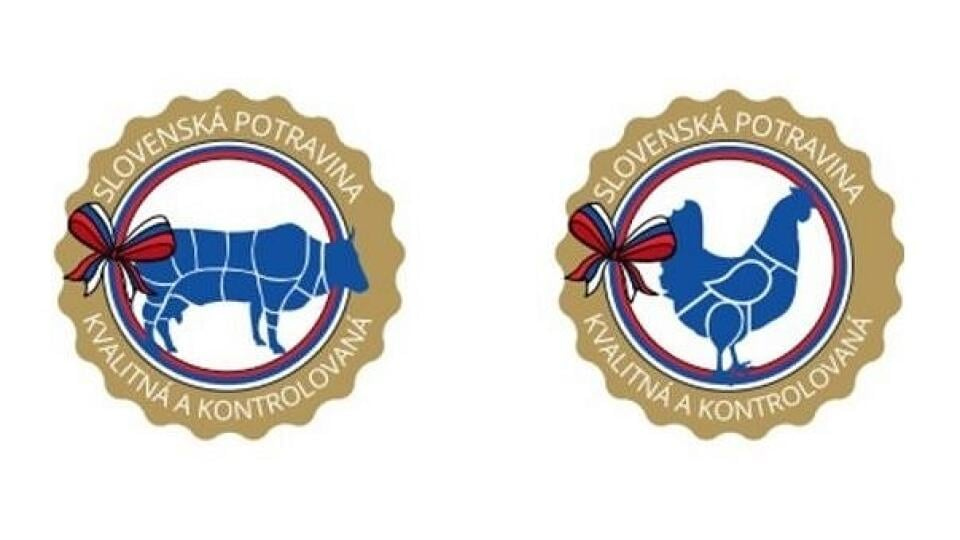 SLOVENSKÁ POTRAVINA
KVALITNÁ A KONTROLOVANÁ
SLOVENSKÁ POTRAVINA
KVALITNÁ A KONTROLOVANÁ